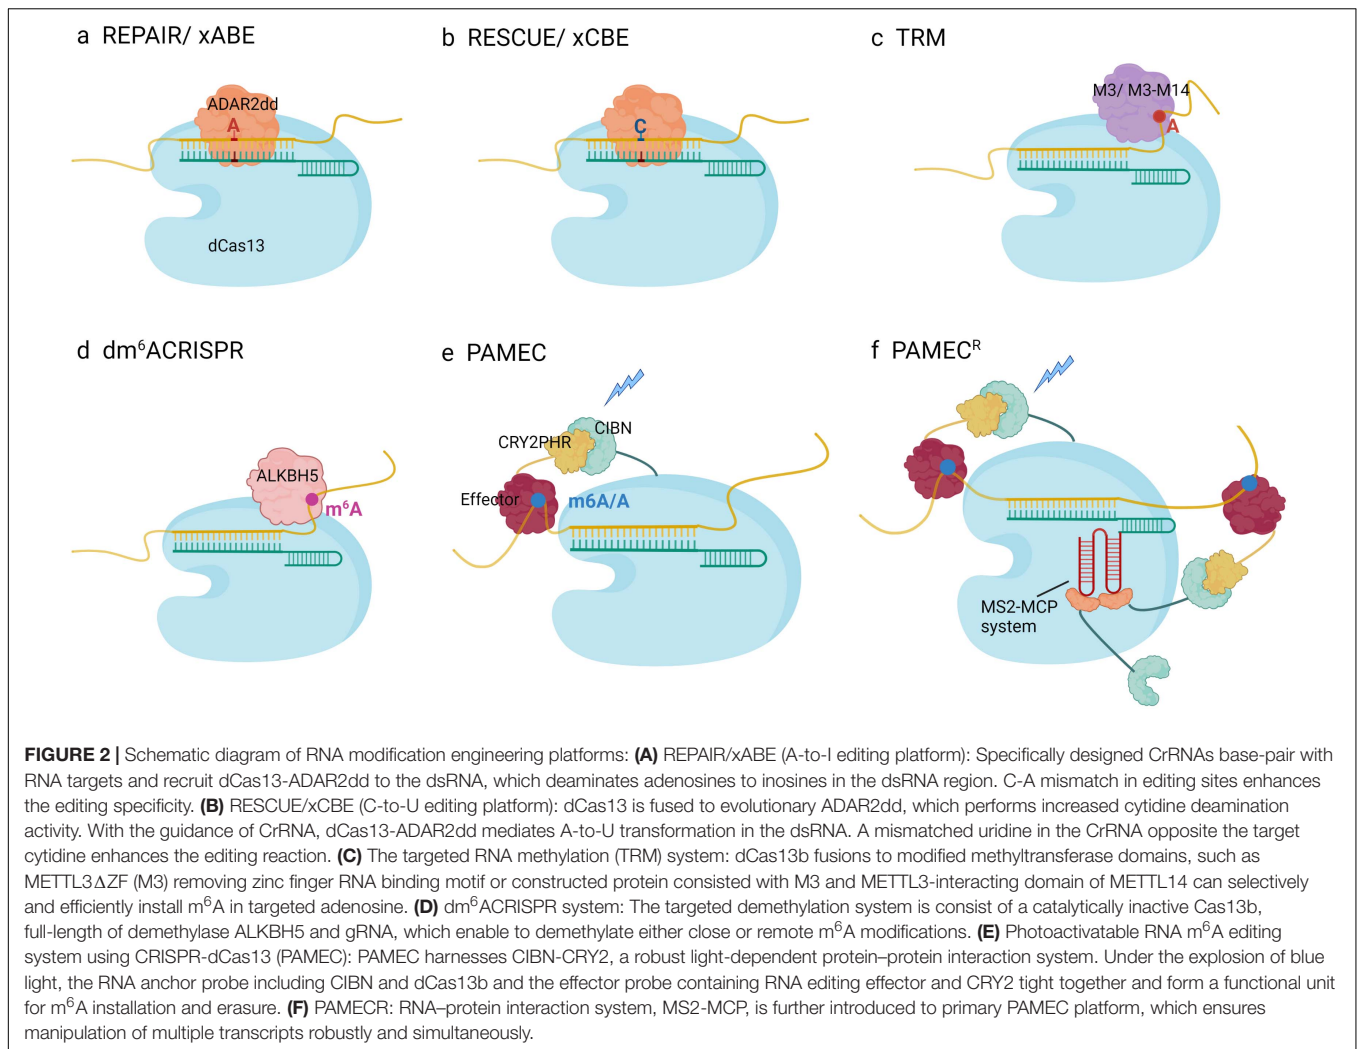 a REPAIR/ xABE
b RESCUE/ xCBE
c TRM
ADAR2dd
A
dCas13
C
M3/ M3-M14
A
d dm⁶ACRISPR
e PAMEC
f PAMECᴿ
ALKBH5
m⁶A
CRY2PHR
CIBN
Effector
m6A/A
MS2-MCP
system
FIGURE 2 | Schematic diagram of RNA modification engineering platforms: (A) REPAIR/xABE (A-to-I editing platform): Specifically designed CrRNAs base-pair with
RNA targets and recruit dCas13-ADAR2dd to the dsRNA, which deaminates adenosines to inosines in the dsRNA region. C-A mismatch in editing sites enhances
the editing specificity. (B) RESCUE/xCBE (C-to-U editing platform): dCas13 is fused to evolutionary ADAR2dd, which performs increased cytidine deamination
activity. With the guidance of CrRNA, dCas13-ADAR2dd mediates A-to-U transformation in the dsRNA. A mismatched uridine in the CrRNA opposite the target
cytidine enhances the editing reaction. (C) The targeted RNA methylation (TRM) system: dCas13b fusions to modified methyltransferase domains, such as
METTL3ΔZF (M3) removing zinc finger RNA binding motif or constructed protein consisted with M3 and METTL3-interacting domain of METTL14 can selectively
and efficiently install m⁶A in targeted adenosine. (D) dm⁶ACRISPR system: The targeted demethylation system is consist of a catalytically inactive Cas13b,
full-length of demethylase ALKBH5 and gRNA, which enable to demethylate either close or remote m⁶A modifications. (E) Photoactivatable RNA m⁶A editing
system using CRISPR-dCas13 (PAMEC): PAMEC harnesses CIBN-CRY2, a robust light-dependent protein–protein interaction system. Under the explosion of blue
light, the RNA anchor probe including CIBN and dCas13b and the effector probe containing RNA editing effector and CRY2 tight together and form a functional unit
for m⁶A installation and erasure. (F) PAMECR: RNA–protein interaction system, MS2-MCP, is further introduced to primary PAMEC platform, which ensures
manipulation of multiple transcripts robustly and simultaneously.